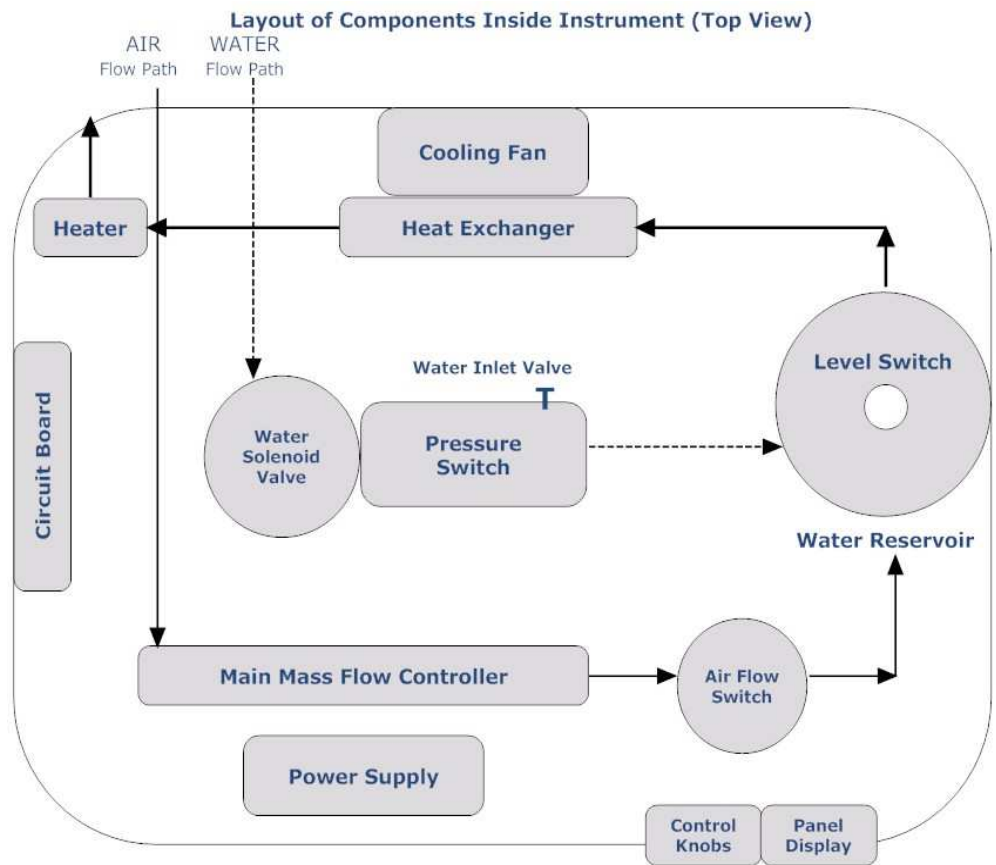 Layout of Components Inside Instrument (Top View)
AIR
Flow Path
WATER
Flow Path
Cooling Fan
Heater
Heat Exchanger
Level Switch
Water Inlet Valve
T
Water
Solenoid
Valve
Pressure
Switch
Circuit Board
Water Reservoir
Main Mass Flow Controller
Air Flow
Switch
Power Supply
Control
Knobs
Panel
Display